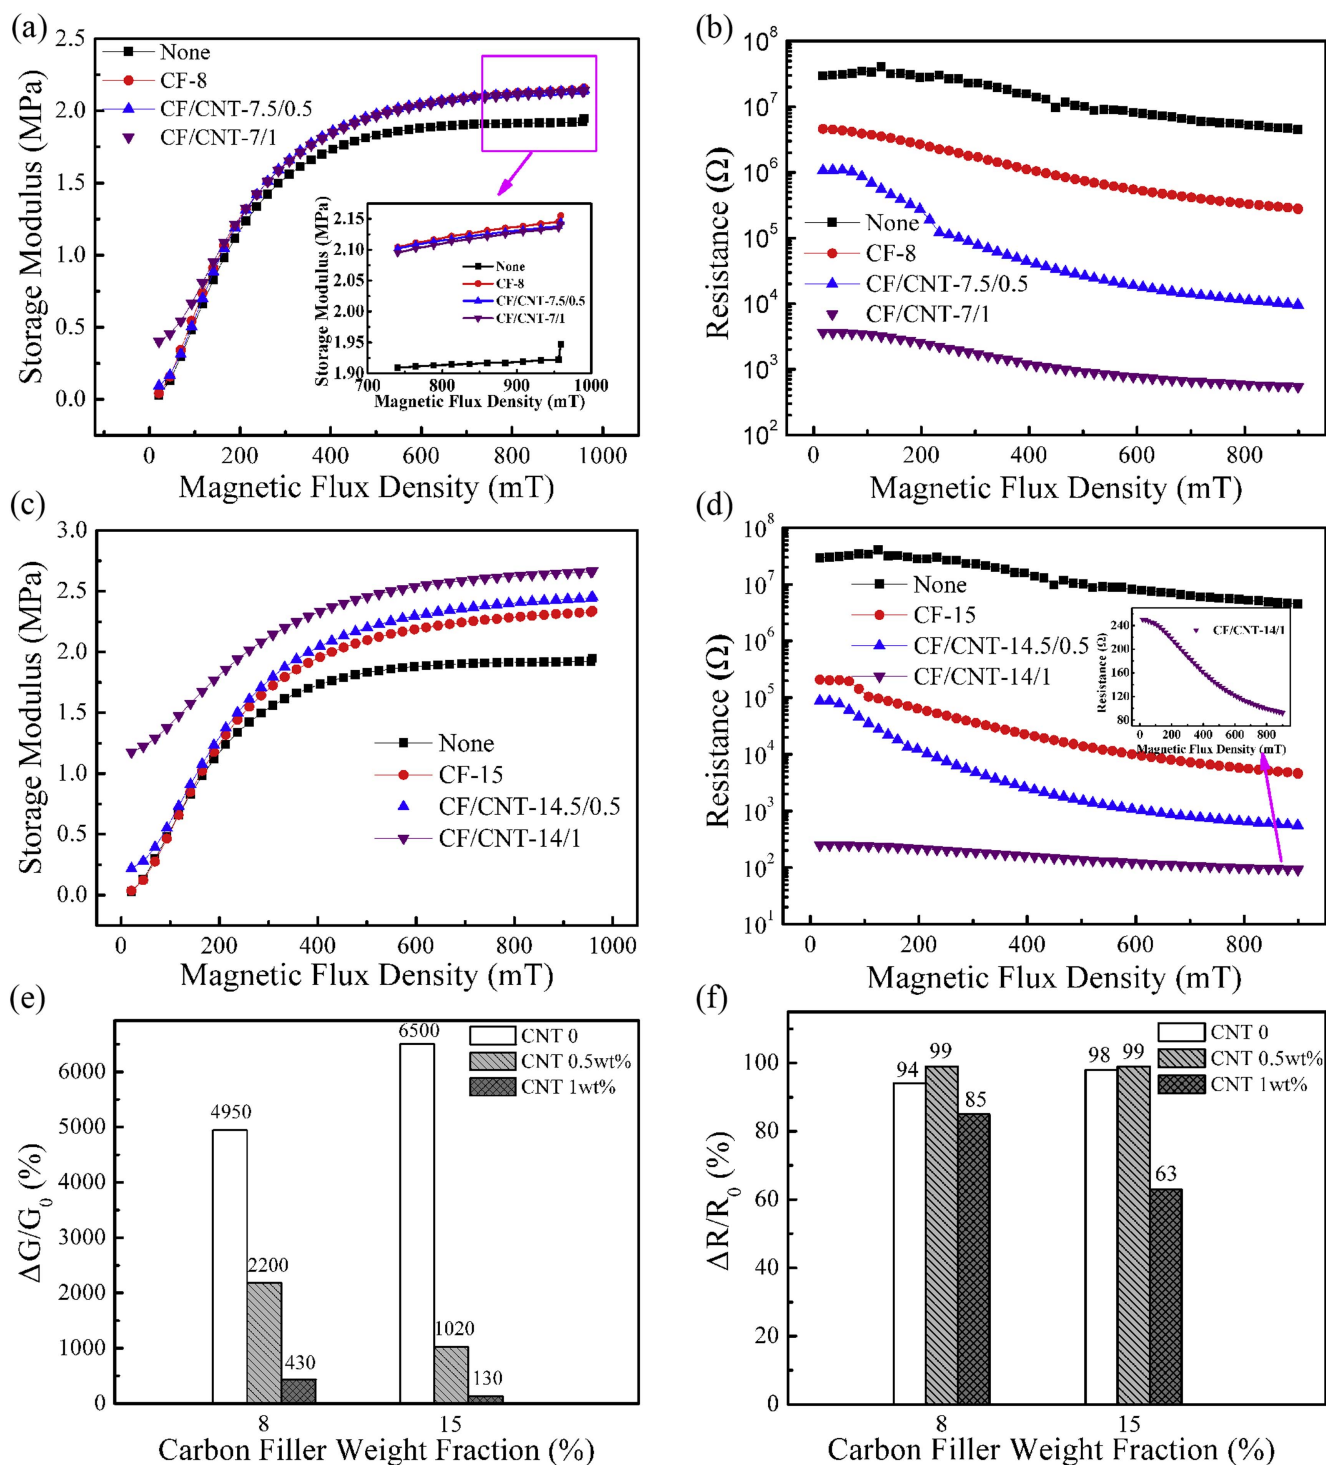 (a)
2.5
2.0
1.5
1.0
0.5
0.0
Storage Modulus (MPa)
None
CF-8
CF/CNT-7.5/0.5
CF/CNT-7/1
2.15
2.10
2.05
2.00
1.95
1.90
Storage Modulus (MPa)
None
CF-8
CF/CNT-7.5/0.5
CF/CNT-7/1
700 800 900 1000
Magnetic Flux Density (mT)
0 200 400 600 800 1000
Magnetic Flux Density (mT)
(b)
10^8
10^7
10^6
10^5
10^4
10^3
10^2
Resistance (Ω)
None
CF-8
CF/CNT-7.5/0.5
CF/CNT-7/1
0 200 400 600 800
Magnetic Flux Density (mT)
(c)
3.0
2.5
2.0
1.5
1.0
0.5
0.0
Storage Modulus (MPa)
None
CF-15
CF/CNT-14.5/0.5
CF/CNT-14/1
0 200 400 600 800 1000
Magnetic Flux Density (mT)
(d)
10^8
10^7
10^6
10^5
10^4
10^3
10^2
10^1
Resistance (Ω)
None
CF-15
CF/CNT-14.5/0.5
CF/CNT-14/1
240
200
160
120
80
Resistance (Ω)
CF/CNT-14/1
0 200 400 600 800
Magnetic Flux Density (mT)
0 200 400 600 800
Magnetic Flux Density (mT)
(e)
6000
5000
4000
3000
2000
1000
0
ΔG/G₀ (%)
CNT 0
CNT 0.5wt%
CNT 1wt%
4950
2200
430
6500
1020
130
8 15
Carbon Filler Weight Fraction (%)
(f)
100
80
60
40
20
0
ΔR/R₀ (%)
CNT 0
CNT 0.5wt%
CNT 1wt%
94
99
85
98
99
63
8 15
Carbon Filler Weight Fraction (%)